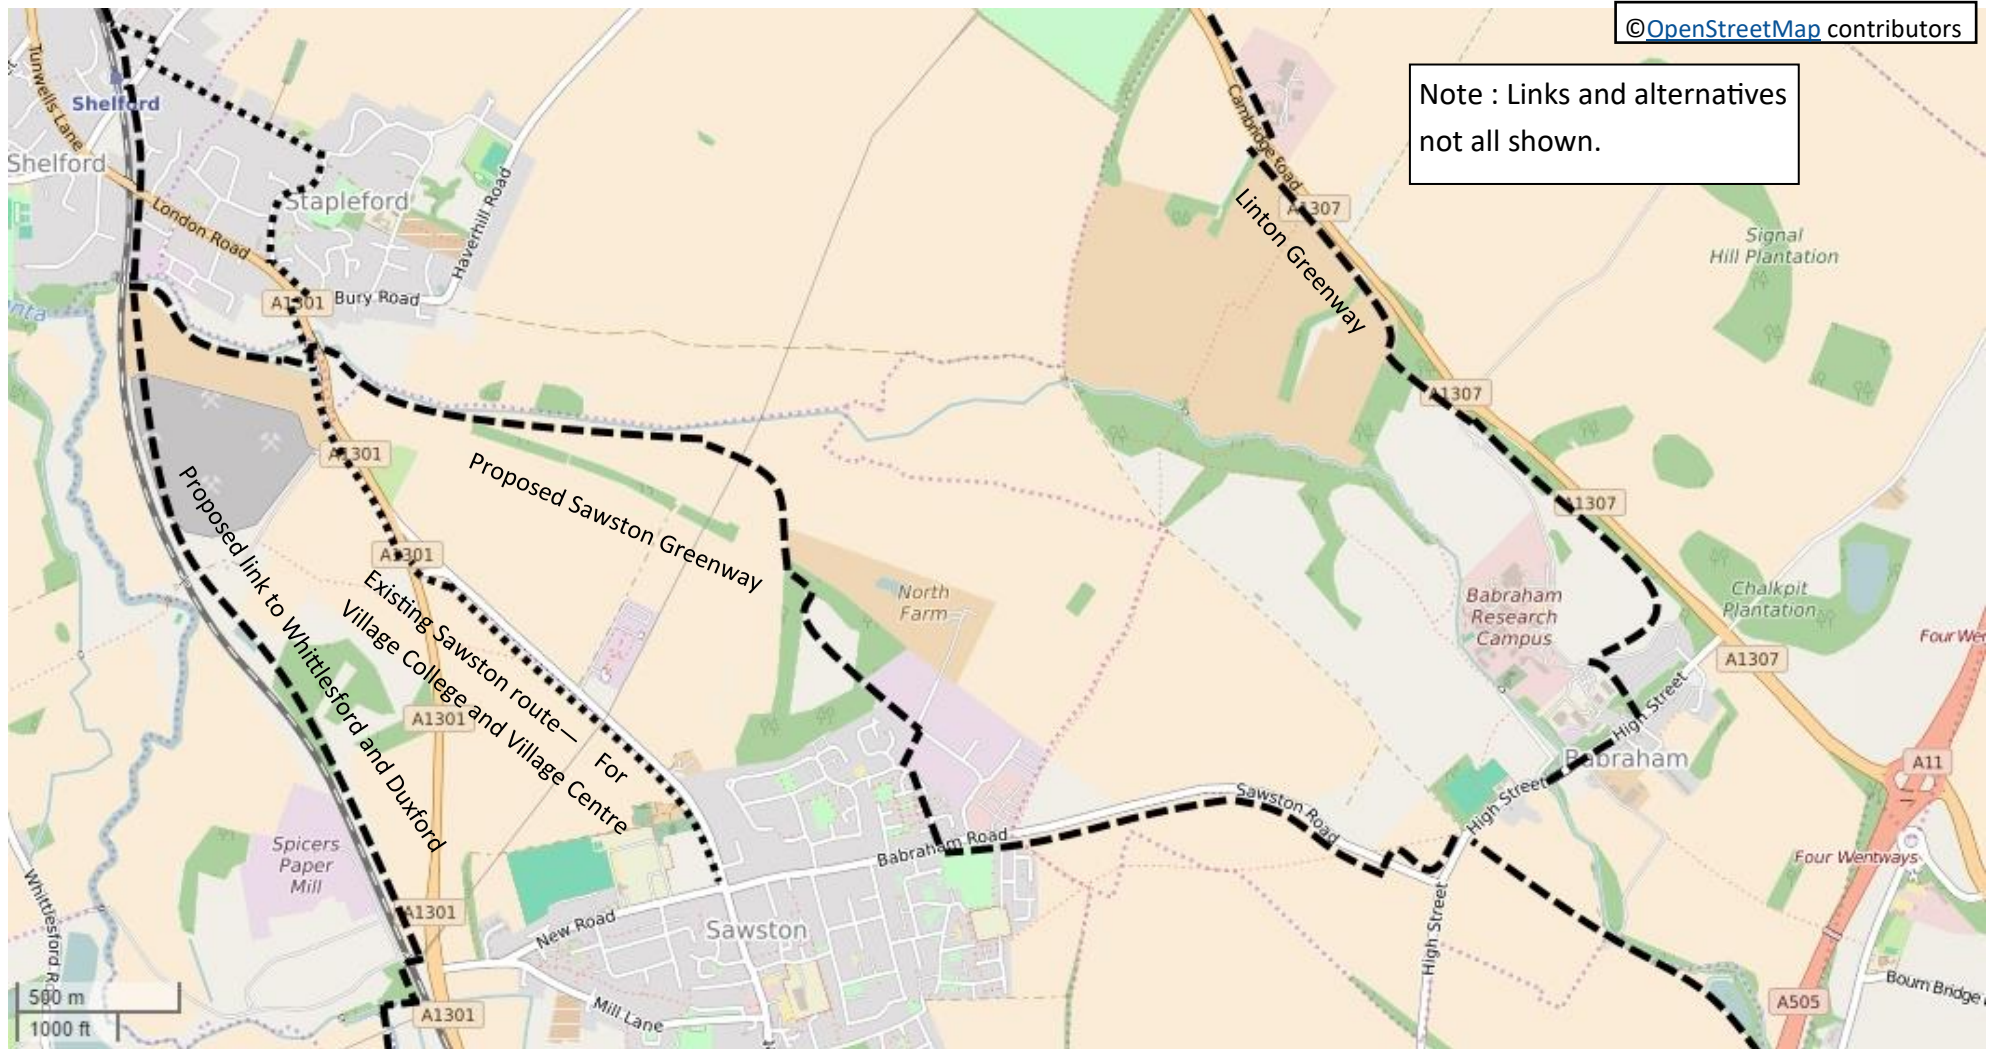 ©OpenStreetMap contributors
Note : Links and alternatives
not all shown.
Tunwells Lane
Shelford
Shelford
London Road
Stapleford
Haverhill Road
Bury Road
A1301
Cambridge Road
A1307
Linton Greenway
Signal
Hill Plantation
A1307
A1301
Proposed Sawston Greenway
A1307
A1301
Proposed link to Whittlesford and Duxford
Existing Sawston route— For
Village College and Village Centre
North
Farm
Babraham
Research
Campus
Chalkpit
Plantation
A1307
A1301
High Street
Babraham
A11
Sawston Road
High Street
Spicers
Paper
Mill
Babraham Road
Four Wentways
Whittlesford
A1301
New Road
Sawston
High Street
500 m
1000 ft
A1301
Mill Lane
A505
Bourn Bridge